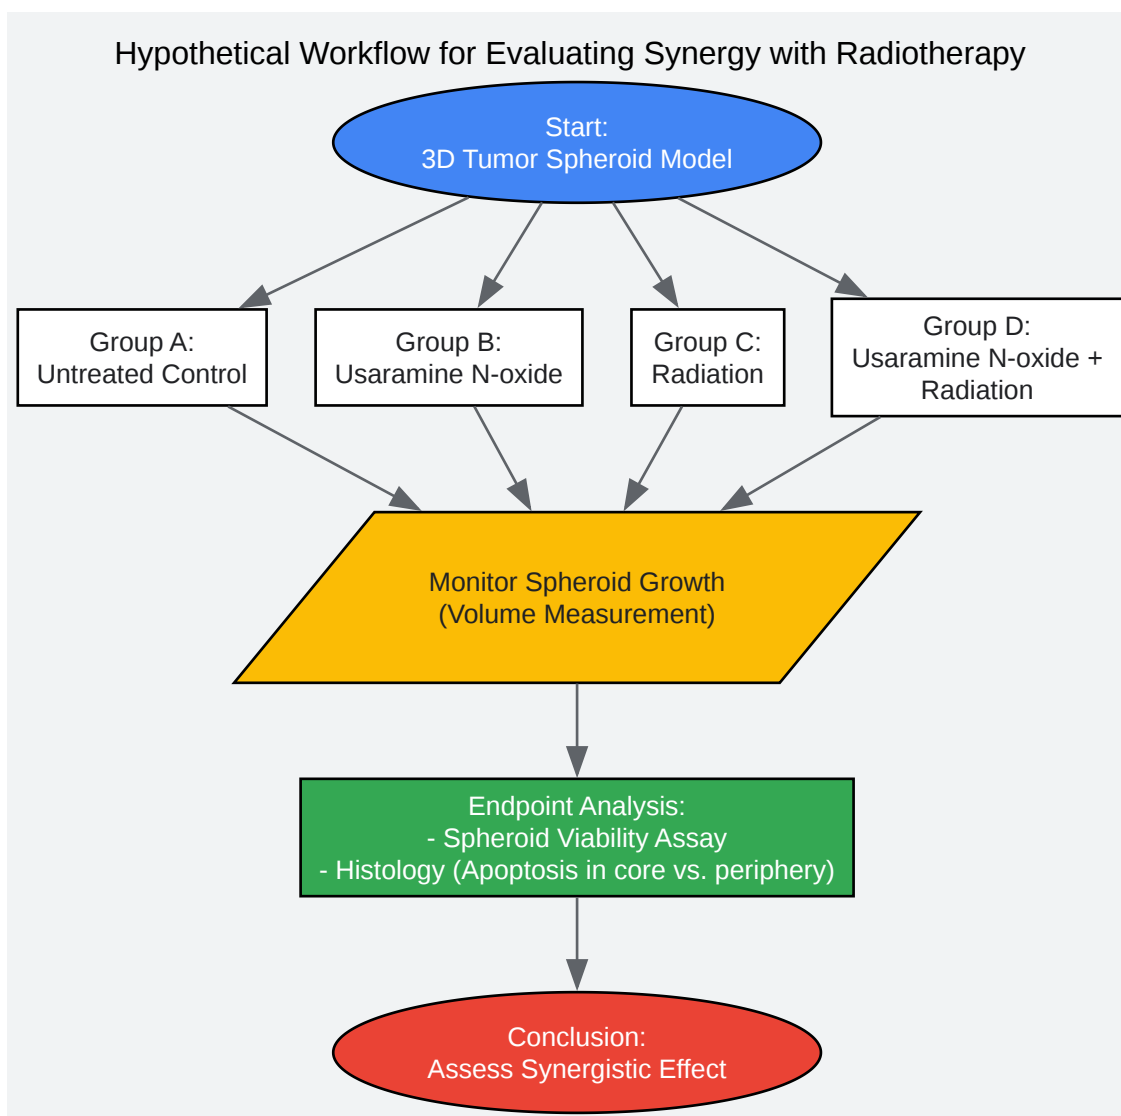 Hypothetical Workflow for Evaluating Synergy with Radiotherapy
Start:
3D Tumor Spheroid Model
Group A:
Untreated Control
Group B:
Usaramine N-oxide
Group C:
Radiation
Group D:
Usaramine N-oxide +
Radiation
Monitor Spheroid Growth
(Volume Measurement)
Endpoint Analysis:
- Spheroid Viability Assay
- Histology (Apoptosis in core vs. periphery)
Conclusion:
Assess Synergistic Effect